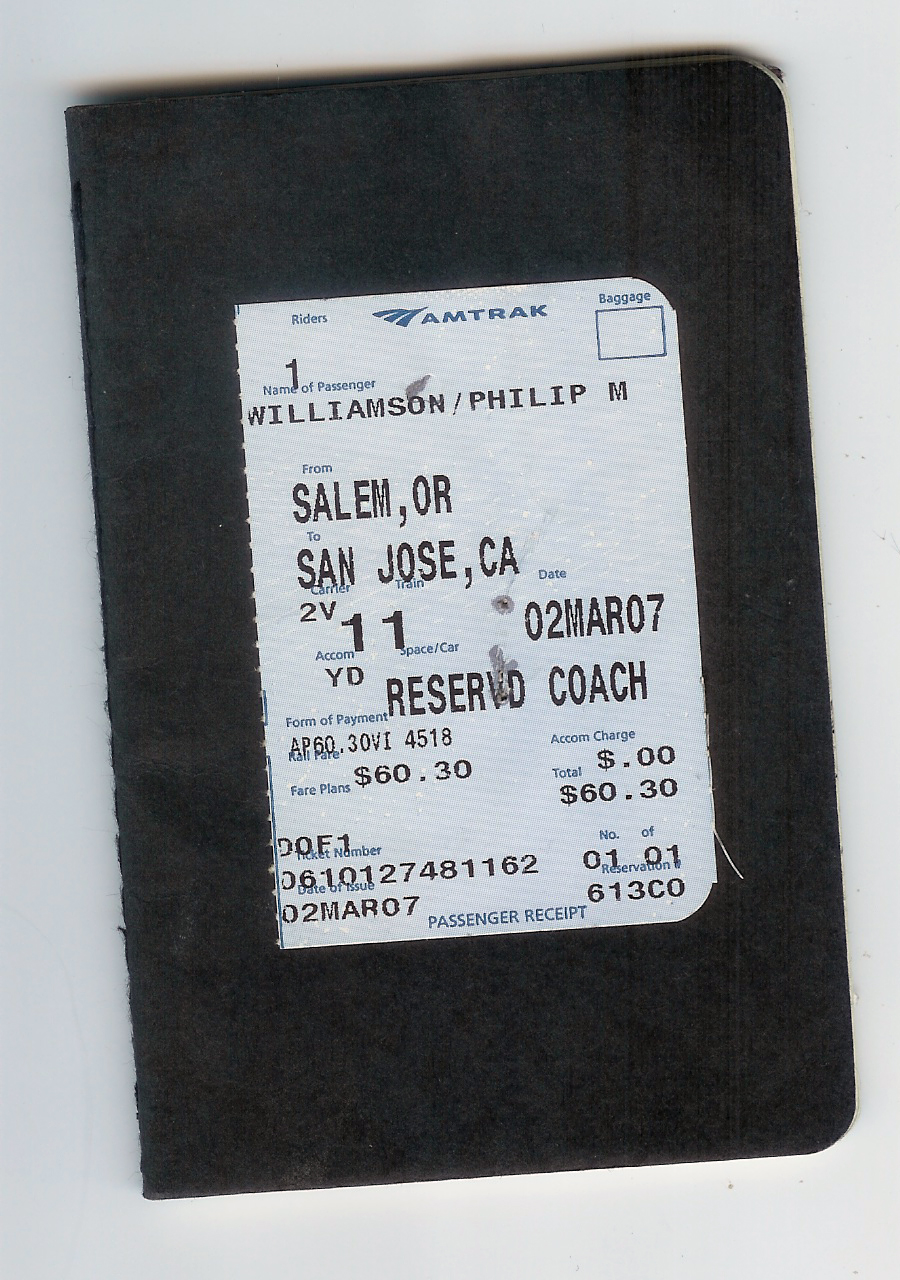 Riders AMTRAK Baggage
1
Name of Passenger
WILLIAMSON/PHILIP M
From
SALEM,OR
To
SAN JOSE,CA
Carrier Train Date
2V 11 02MAR07
Accom Space/Car
YD RESERVD COACH
Form of Payment
AP60.30VI 4518 Accom Charge
Rail Fare $60.30 $.00
Fare Plans Total $60.30
DOF1 No. of
Ticket Number 01 01
0610127481162 Reservation #
Date of Issue 613C0
02MAR07 PASSENGER RECEIPT